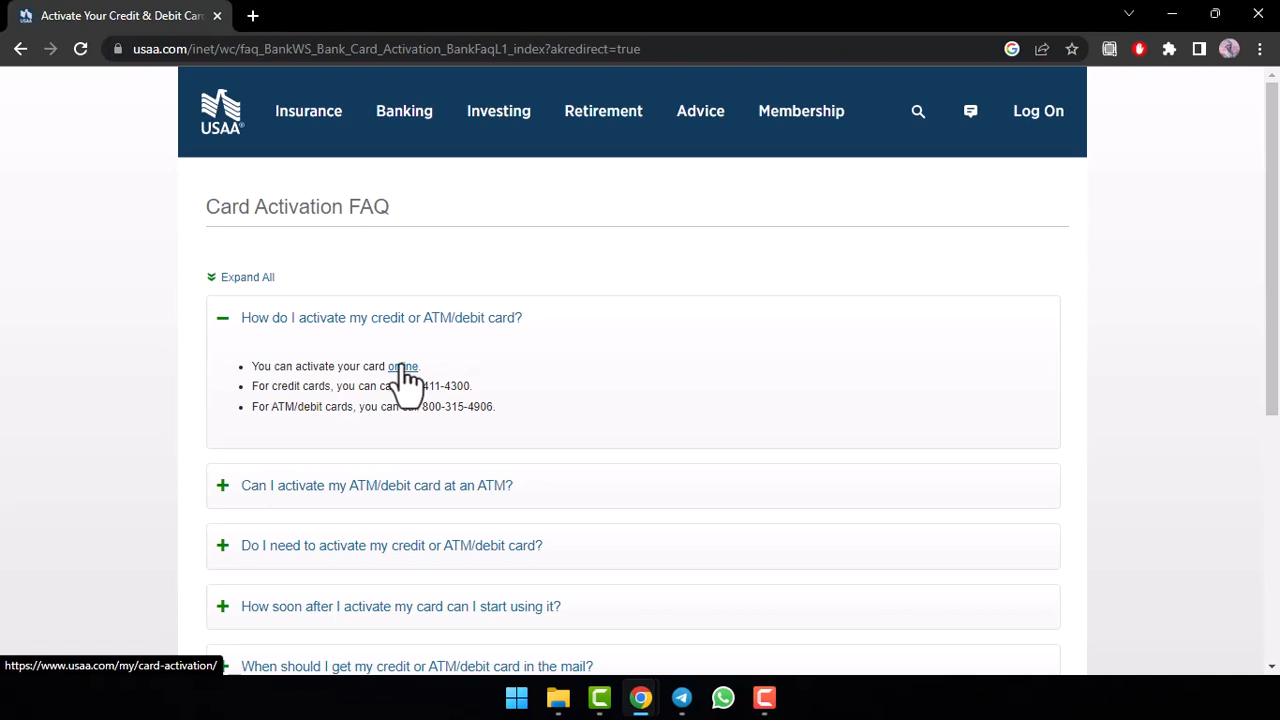 Activate Your Credit & Debit Car
usaa.com/inet/wc/faq_BankWS_Bank_Card_Activation_BankFaqL1_index?akredirect=true
USAA®
Insurance
Banking
Investing
Retirement
Advice
Membership
Log On
Card Activation FAQ
Expand All
How do I activate my credit or ATM/debit card?
You can activate your card online.
For credit cards, you can 411-4300.
For ATM/debit cards, you can call 800-315-4906.
Can I activate my ATM/debit card at an ATM?
Do I need to activate my credit or ATM/debit card?
How soon after I activate my card can I start using it?
When should I get my credit or ATM/debit card in the mail?
https://www.usaa.com/my/card-activation/